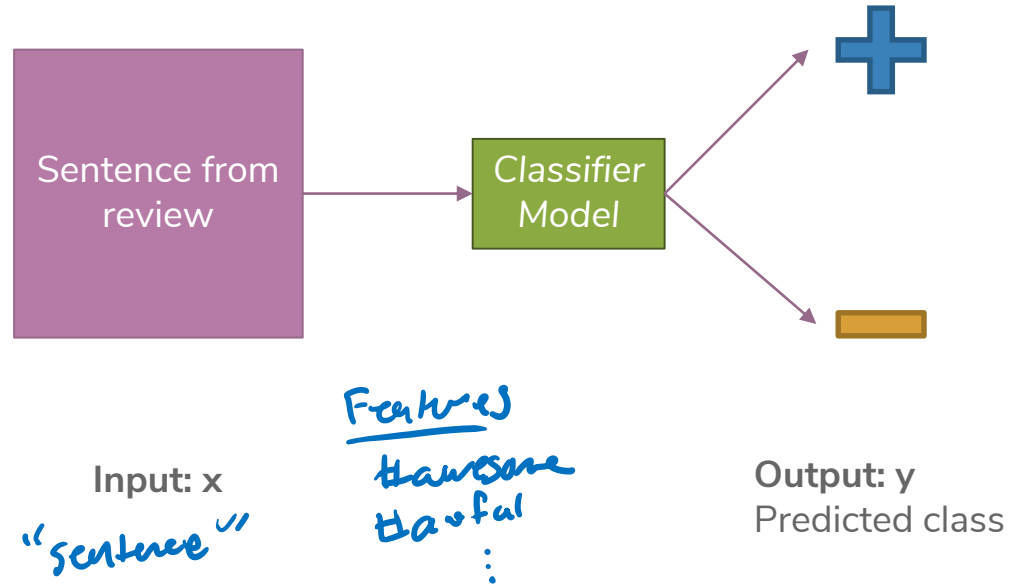 Sentence from
review
Classifier
Model
Features
#awesome
#awful
⋮
Input: x
"sentence"
Output: y
Predicted class